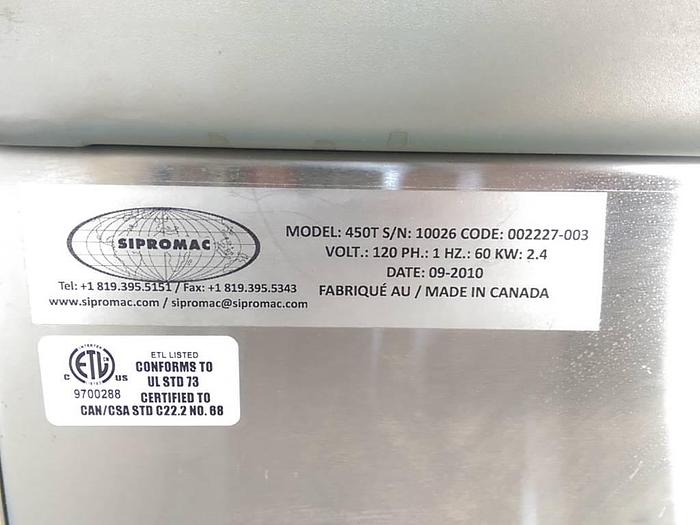 SIPROMAC
Tel: +1 819.395.5151 / Fax: +1 819.395.5343
www.sipromac.com / sipromac@sipromac.com
MODEL: 450T S/N: 10026 CODE: 002227-003
VOLT.: 120 PH.: 1 HZ.: 60 KW: 2.4
DATE: 09-2010
FABRIQUÉ AU / MADE IN CANADA
INTERTEK
C ETL CM US
9700288
ETL LISTED
CONFORMS TO
UL STD 73
CERTIFIED TO
CAN/CSA STD C22.2 NO. 68